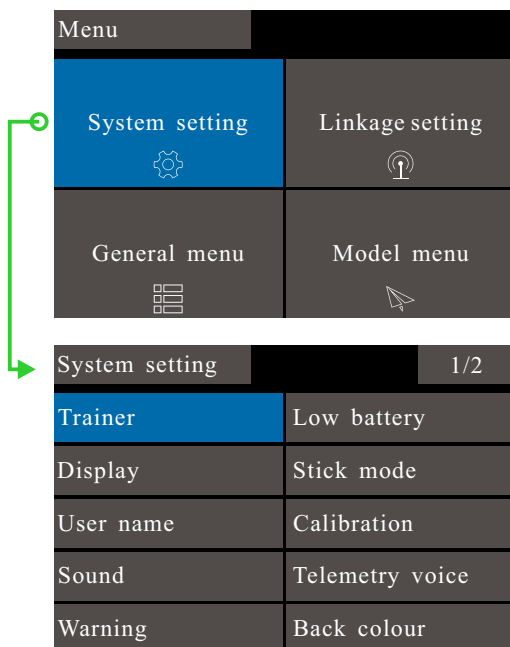 Menu
System setting
Linkage setting
General menu
Model menu
System setting
1/2
Trainer
Low battery
Display
Stick mode
User name
Calibration
Sound
Telemetry voice
Warning
Back colour